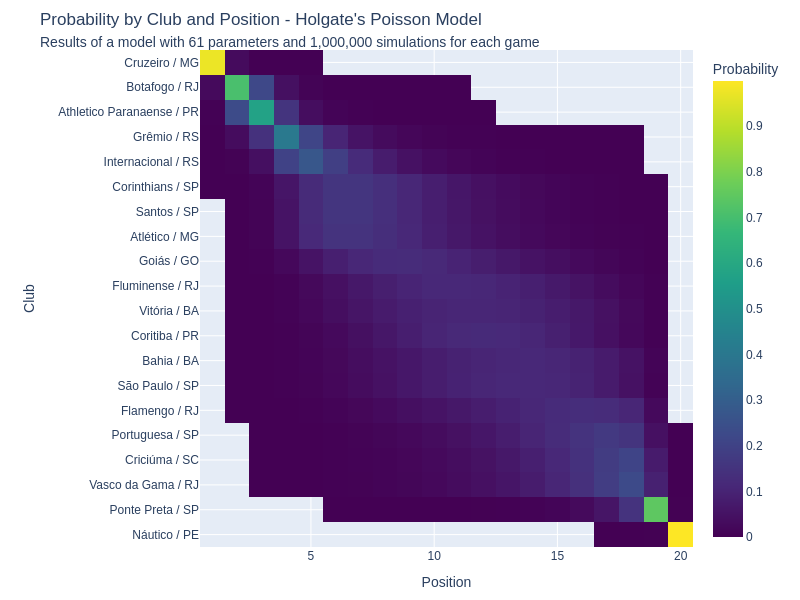 Probability by Club and Position - Holgate's Poisson Model
Results of a model with 61 parameters and 1,000,000 simulations for each game
Probability
Club
Cruzeiro / MG
Botafogo / RJ
Athletico Paranaense / PR
Grêmio / RS
Internacional / RS
Corinthians / SP
Santos / SP
Atlético / MG
Goiás / GO
Fluminense / RJ
Vitória / BA
Coritiba / PR
Bahia / BA
São Paulo / SP
Flamengo / RJ
Portuguesa / SP
Criciúma / SC
Vasco da Gama / RJ
Ponte Preta / SP
Náutico / PE
5
10
15
20
Position
0.9
0.8
0.7
0.6
0.5
0.4
0.3
0.2
0.1
0